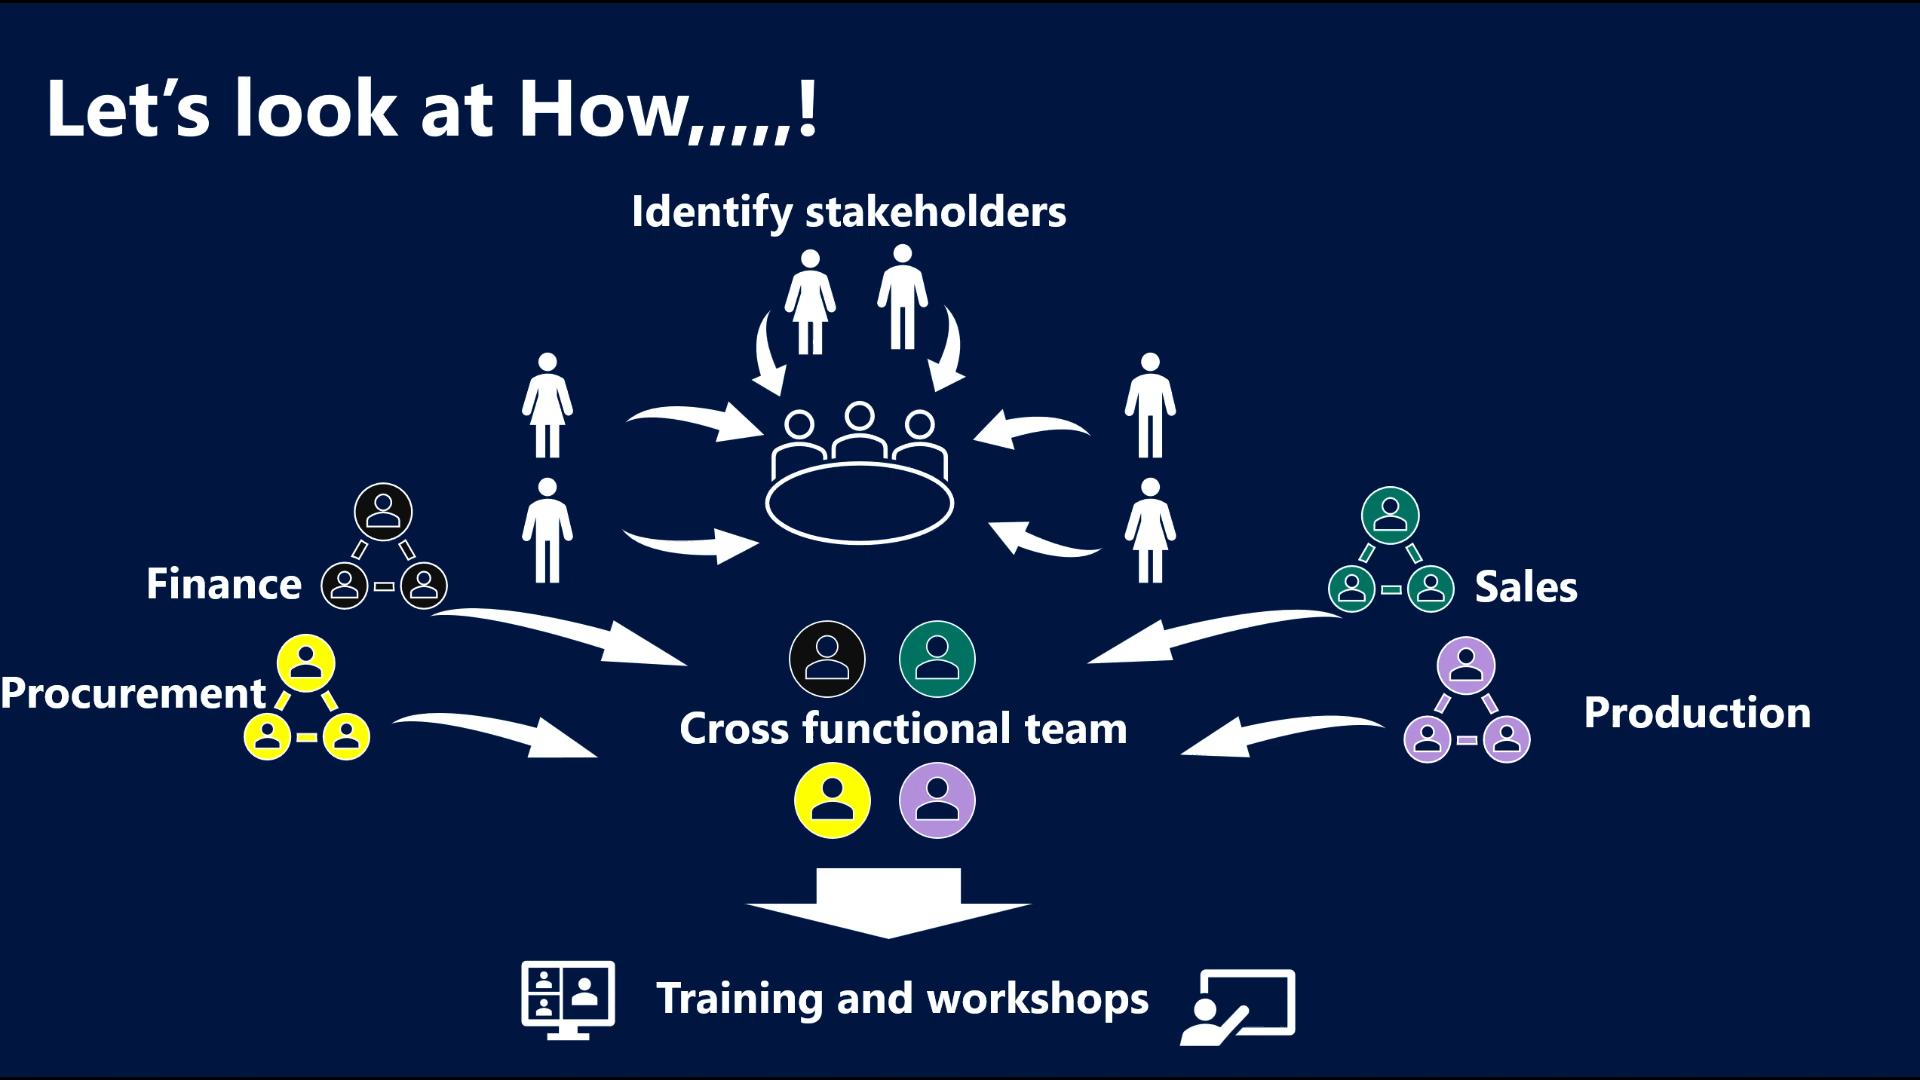 Let’s look at How,,,,,!
Identify stakeholders
Finance
Sales
Procurement
Production
Cross functional team
Training and workshops